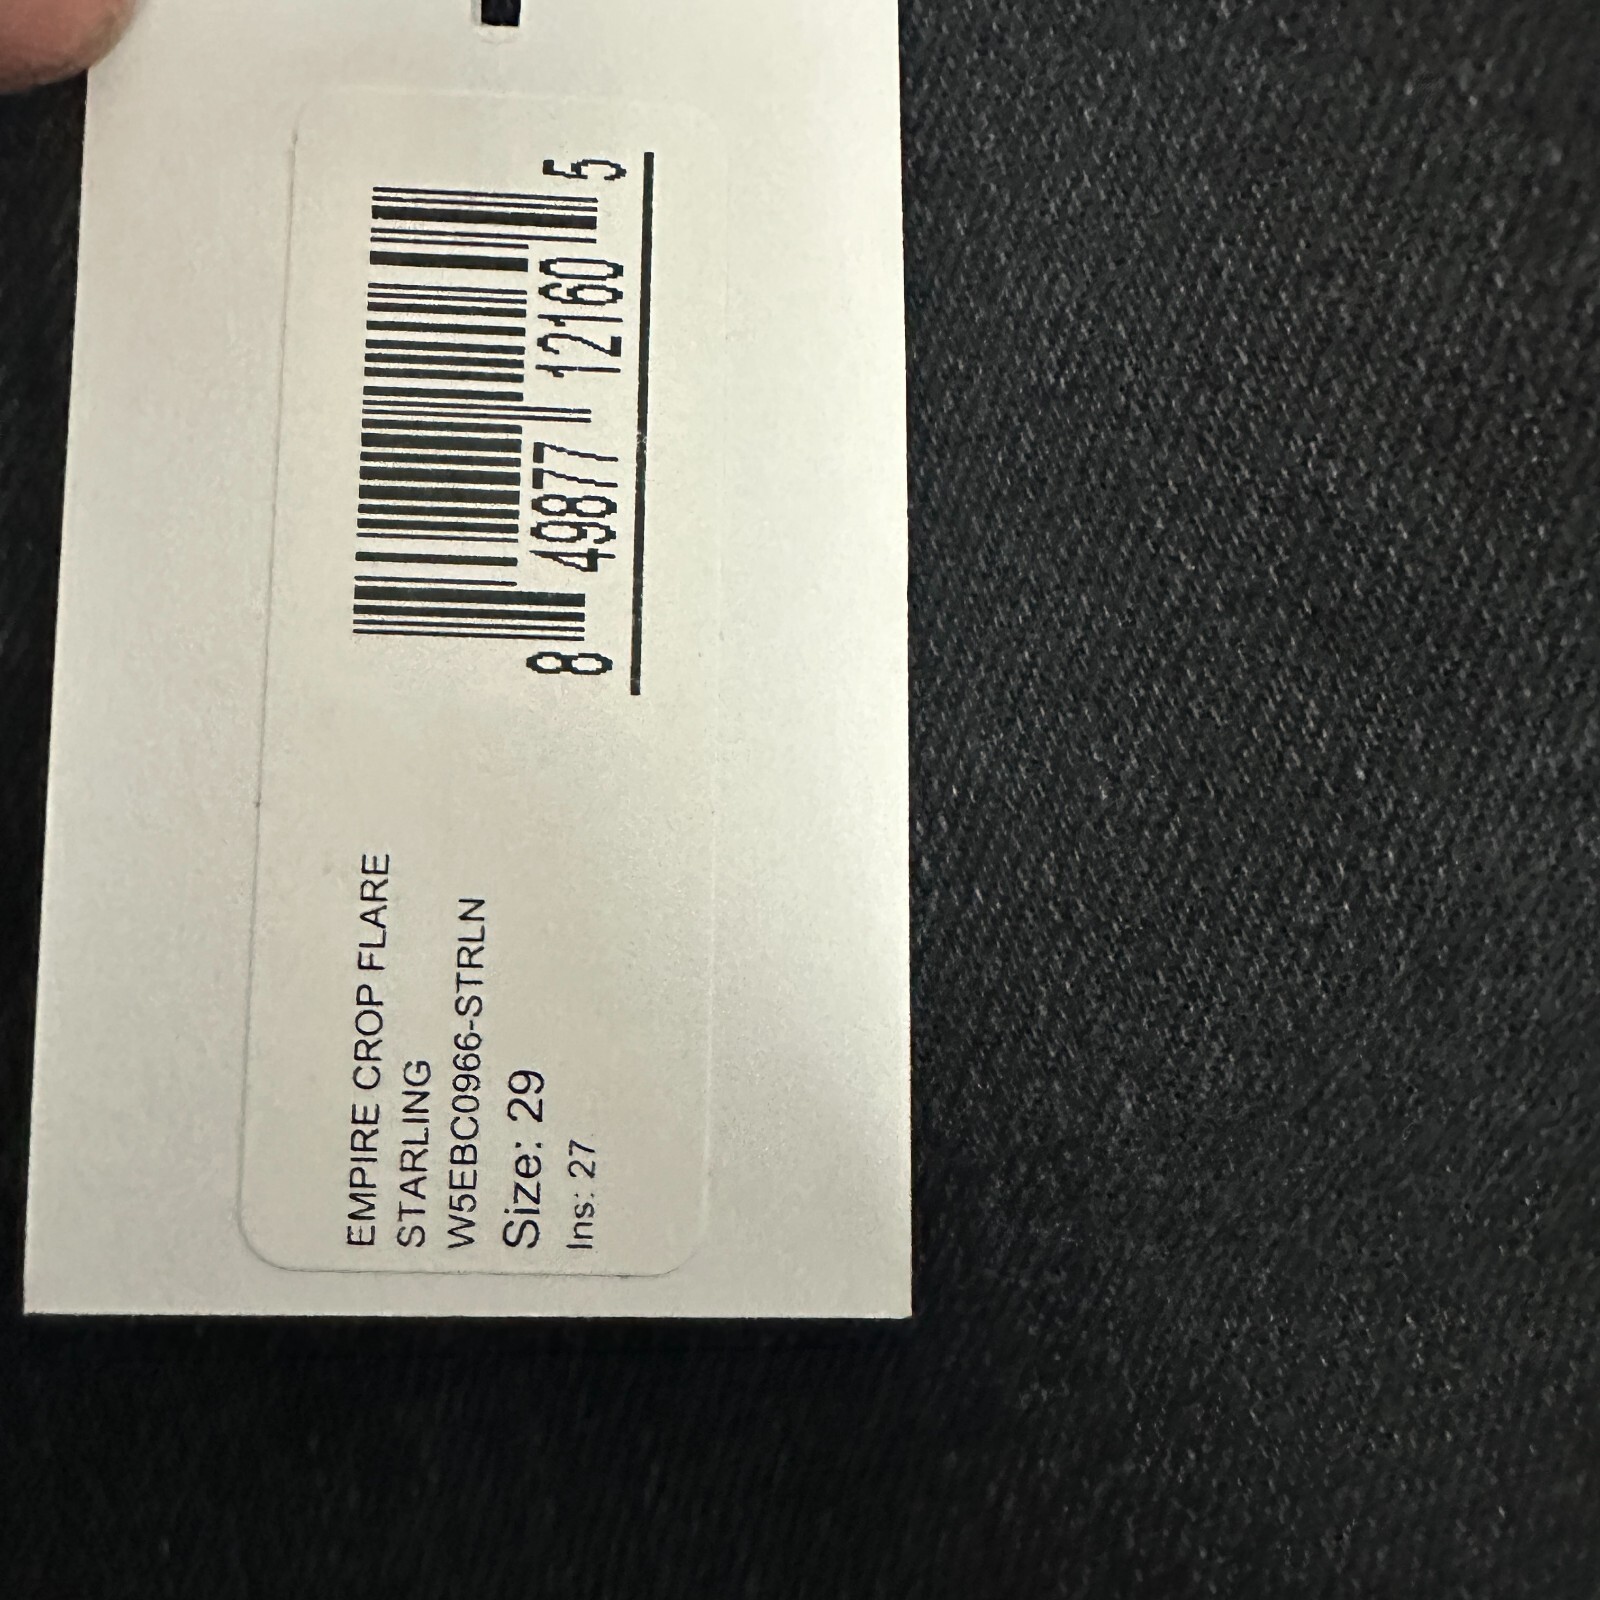 EMPIRE CROP FLARE
STARLING
W5EBC0966-STRLN
Size: 29
Ins: 27
8 49877 12160 5